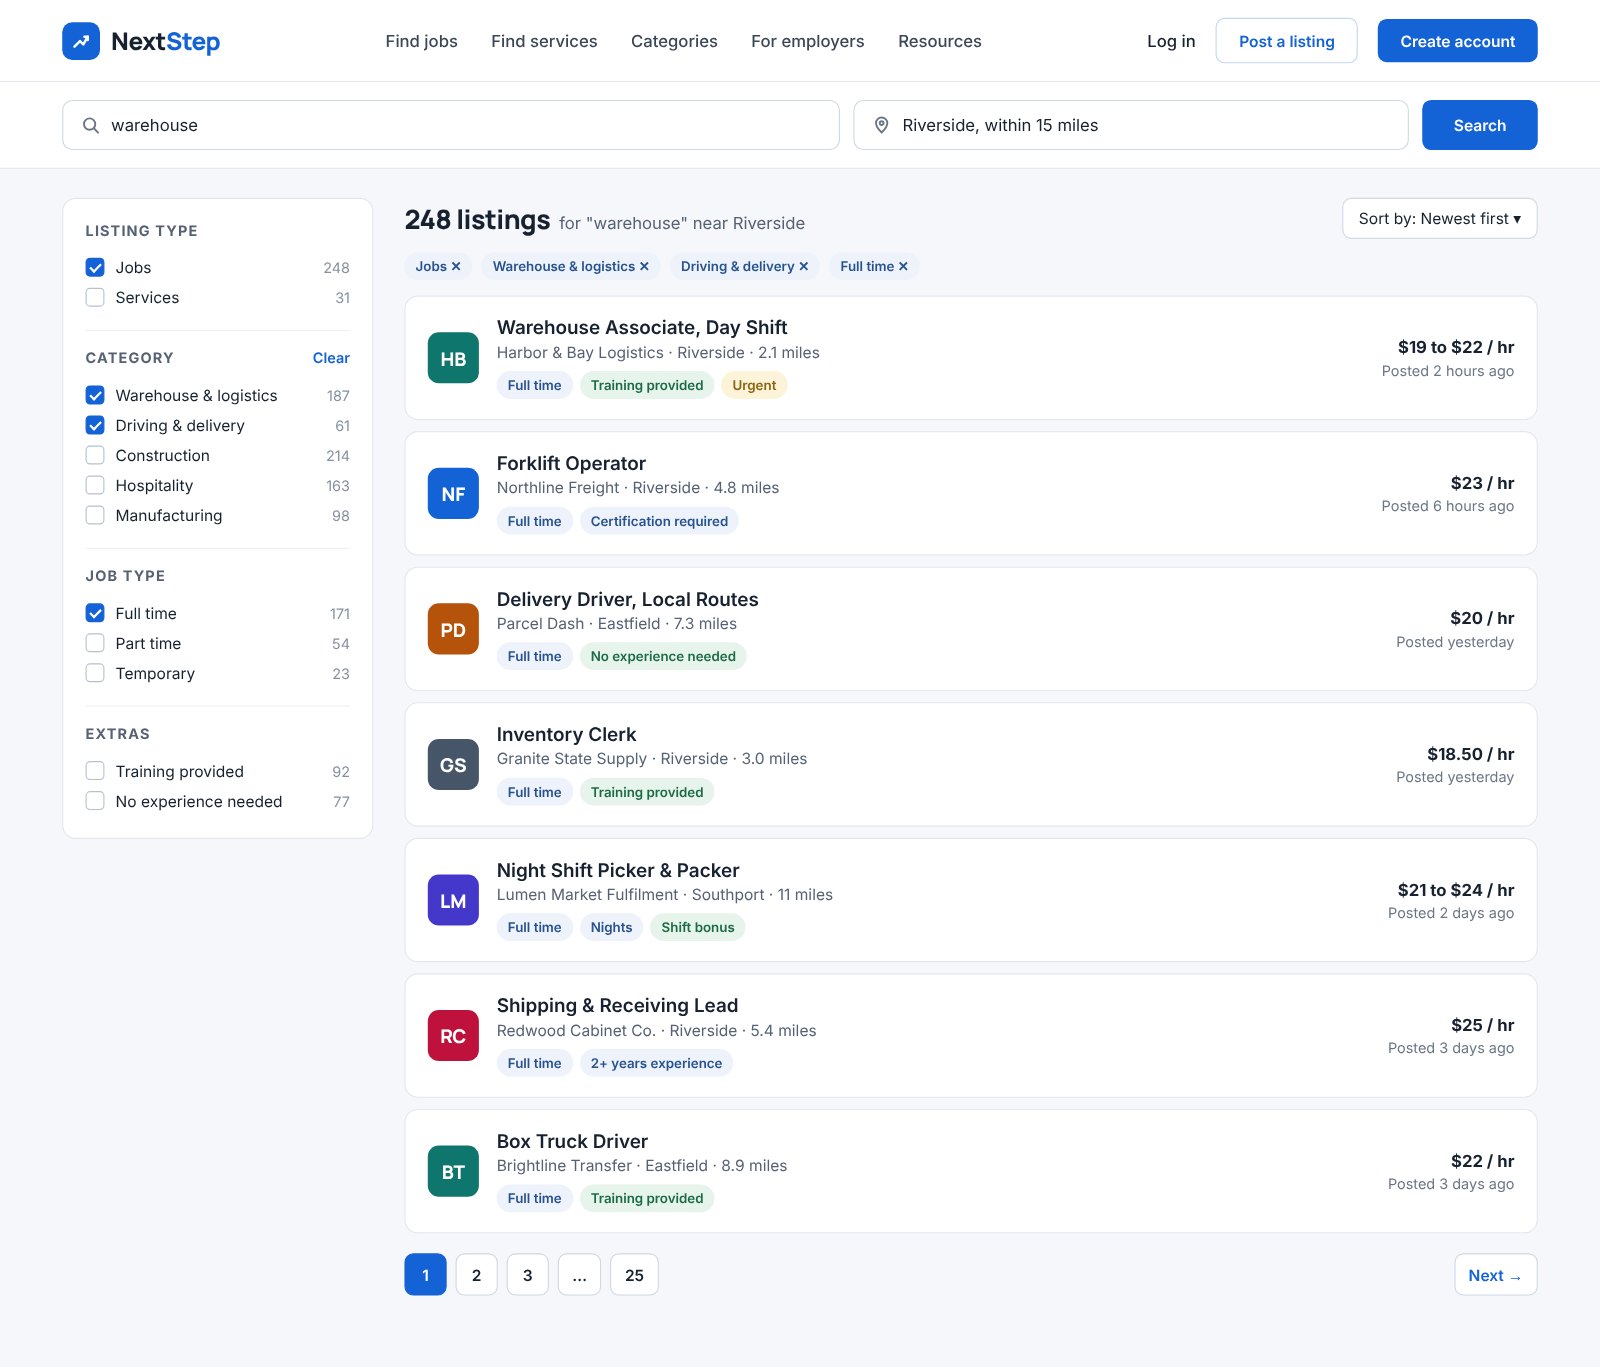 NextStep
Find jobs Find services Categories For employers Resources
Log in Post a listing Create account
warehouse
Riverside, within 15 miles
Search
LISTING TYPE
Jobs 248
Services 31
CATEGORY Clear
Warehouse & logistics 187
Driving & delivery 61
Construction 214
Hospitality 163
Manufacturing 98
JOB TYPE
Full time 171
Part time 54
Temporary 23
EXTRAS
Training provided 92
No experience needed 77
248 listings for "warehouse" near Riverside
Sort by: Newest first ▾
Jobs ✕ Warehouse & logistics ✕ Driving & delivery ✕ Full time ✕
HB
Warehouse Associate, Day Shift
Harbor & Bay Logistics · Riverside · 2.1 miles
Full time Training provided Urgent
$19 to $22 / hr
Posted 2 hours ago
NF
Forklift Operator
Northline Freight · Riverside · 4.8 miles
Full time Certification required
$23 / hr
Posted 6 hours ago
PD
Delivery Driver, Local Routes
Parcel Dash · Eastfield · 7.3 miles
Full time No experience needed
$20 / hr
Posted yesterday
GS
Inventory Clerk
Granite State Supply · Riverside · 3.0 miles
Full time Training provided
$18.50 / hr
Posted yesterday
LM
Night Shift Picker & Packer
Lumen Market Fulfilment · Southport · 11 miles
Full time Nights Shift bonus
$21 to $24 / hr
Posted 2 days ago
RC
Shipping & Receiving Lead
Redwood Cabinet Co. · Riverside · 5.4 miles
Full time 2+ years experience
$25 / hr
Posted 3 days ago
BT
Box Truck Driver
Brightline Transfer · Eastfield · 8.9 miles
Full time Training provided
$22 / hr
Posted 3 days ago
1 2 3 ... 25
Next →